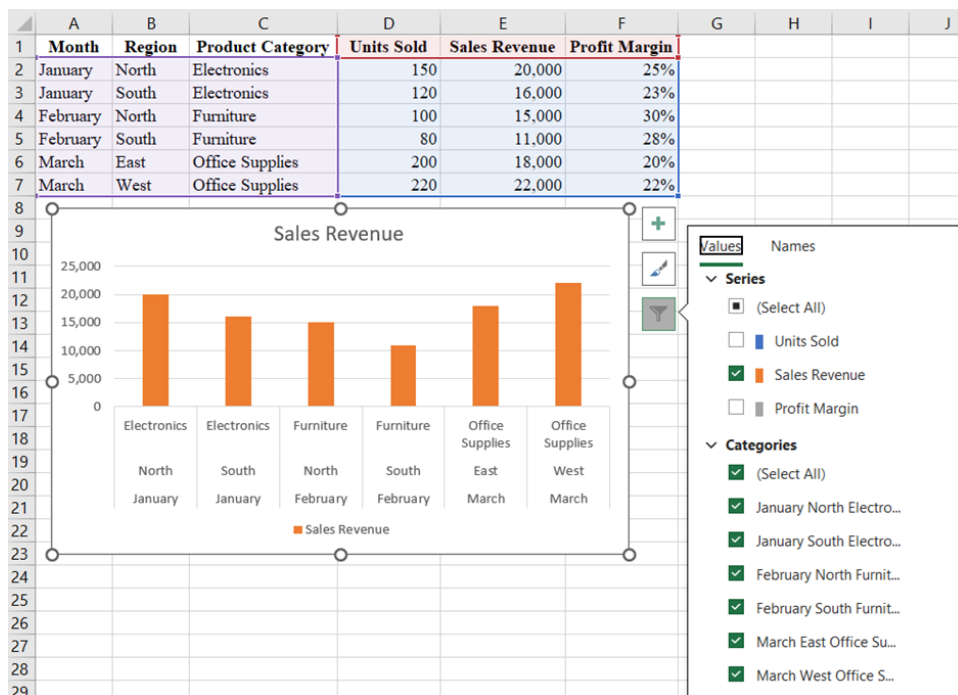 A B C D E F G H I J
1 Month Region Product Category Units Sold Sales Revenue Profit Margin
2 January North Electronics 150 20,000 25%
3 January South Electronics 120 16,000 23%
4 February North Furniture 100 15,000 30%
5 February South Furniture 80 11,000 28%
6 March East Office Supplies 200 18,000 20%
7 March West Office Supplies 220 22,000 22%
8
9
10
11
12
13
14
15
16
17
18
19
20
21
22
23
24
25
26
27
28
29
Sales Revenue
25,000
20,000
15,000
10,000
5,000
0
Electronics Electronics Furniture Furniture Office Supplies Office Supplies
North South North South East West
January January February February March March
Sales Revenue
Values Names
Series
(Select All)
Units Sold
Sales Revenue
Profit Margin
Categories
(Select All)
January North Electro...
January South Electro...
February North Furnit...
February South Furnit...
March East Office Su...
March West Office S...